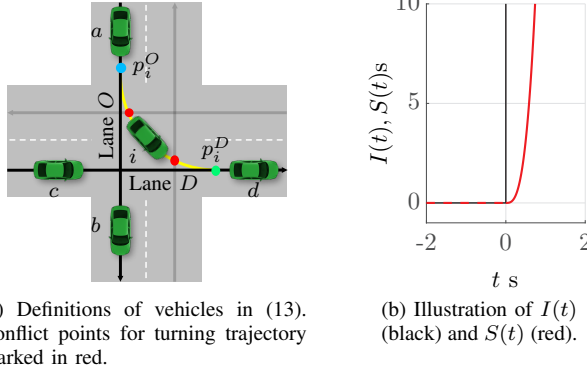 a
p_i^O
Lane O
i
p_i^D
Lane D
c
d
b
10
5
0
I(t), S(t)s
-2
0
2
t s
) Definitions of vehicles in (13).
onflict points for turning trajectory
arked in red.
(b) Illustration of I(t)
(black) and S(t) (red).